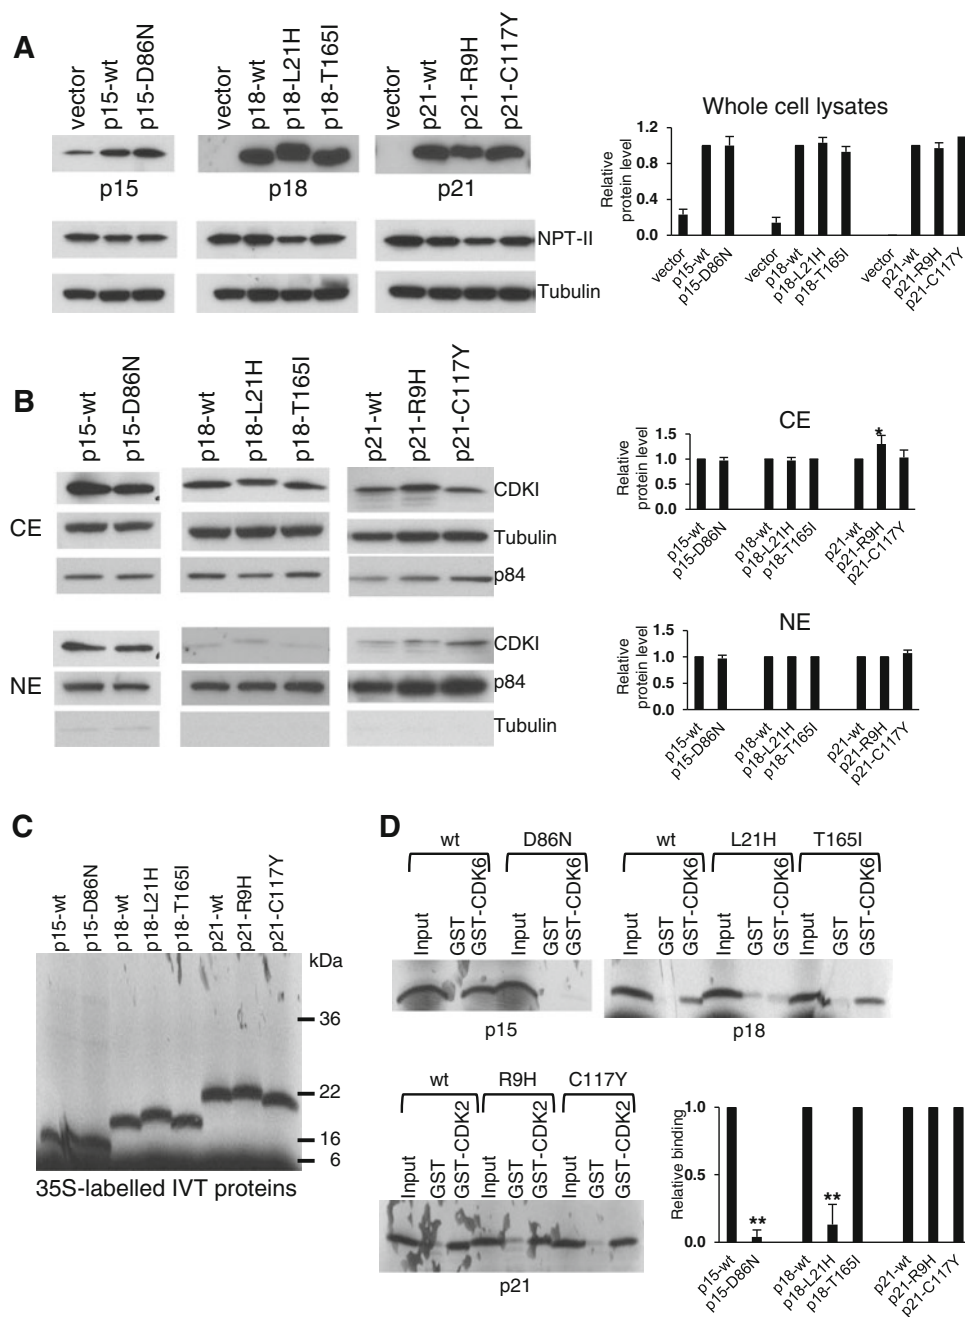 A
vector
p15-wt
p15-D86N
vector
p18-wt
p18-L21H
p18-T165I
vector
p21-wt
p21-R9H
p21-C117Y
p15
p18
p21
NPT-II
Tubulin
Whole cell lysates
Relative
protein level
1.2
0.8
0.4
0.0
vector
p15-wt
p15-D86N
vector
p18-wt
p18-L21H
p18-T165I
vector
p21-wt
p21-R9H
p21-C117Y
B
p15-wt
p15-D86N
p18-wt
p18-L21H
p18-T165I
p21-wt
p21-R9H
p21-C117Y
CE
CDKI
Tubulin
p84
NE
CDKI
p84
Tubulin
CE
Relative
protein level
1.5
1.0
0.5
0.0
*
p15-wt
p15-D86N
p18-wt
p18-L21H
p18-T165I
p21-wt
p21-R9H
p21-C117Y
NE
Relative
protein level
1.5
1.0
0.5
0.0
p15-wt
p15-D86N
p18-wt
p18-L21H
p18-T165I
p21-wt
p21-R9H
p21-C117Y
C
p15-wt
p15-D86N
p18-wt
p18-L21H
p18-T165I
p21-wt
p21-R9H
p21-C117Y
kDa
36
22
16
6
35S-labelled IVT proteins
D
wt
D86N
Input
GST
GST-CDK6
Input
GST
GST-CDK6
p15
wt
L21H
T165I
Input
GST
GST-CDK6
Input
GST
GST-CDK6
Input
GST
GST-CDK6
p18
wt
R9H
C117Y
Input
GST
GST-CDK2
Input
GST
GST-CDK2
Input
GST
GST-CDK2
p21
Relative binding
1.0
0.5
0.0
**
**
p15-wt
p15-D86N
p18-wt
p18-L21H
p18-T165I
p21-wt
p21-R9H
p21-C117Y